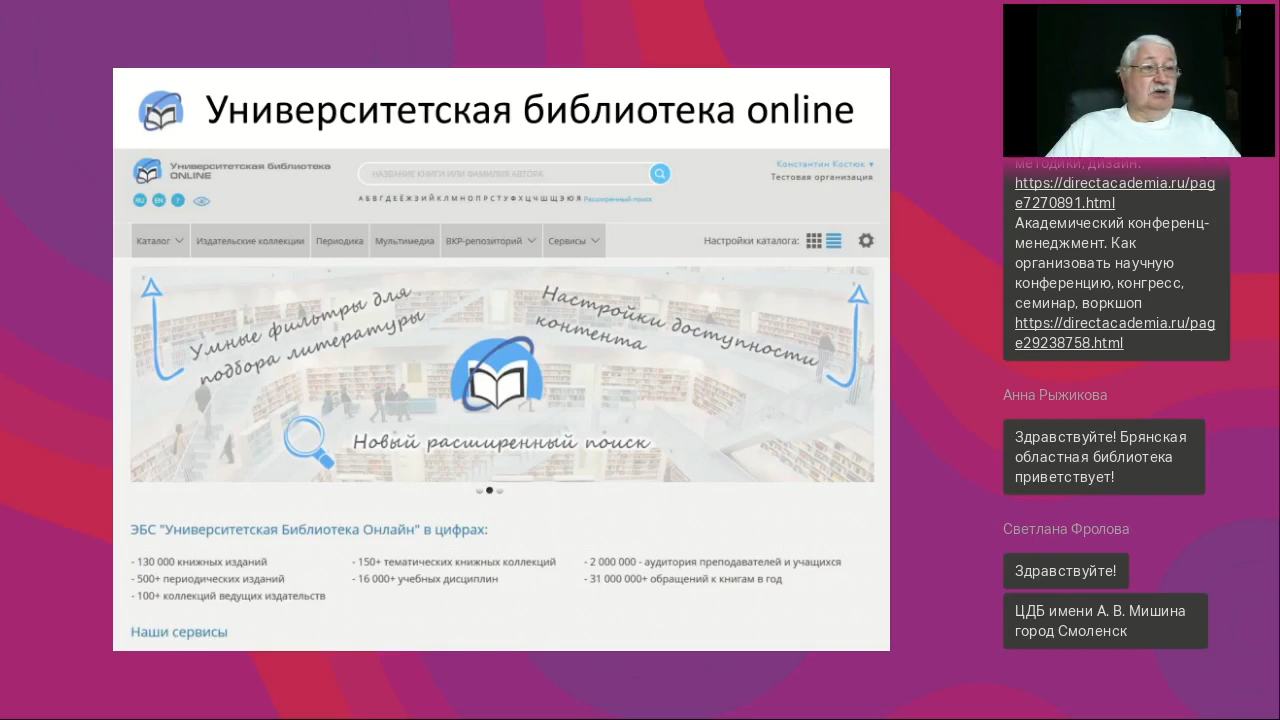 Университетская библиотека online
Университетская библиотека
ONLINE
НАЗВАНИЕ КНИГИ ИЛИ ФАМИЛИЯ АВТОРА
Константин Костюк
Тестовая организация
RU EN ?
А Б В Г Д Е Ё Ж З И Й К Л М Н О П Р С Т У Ф Х Ц Ч Ш Щ Э Ю Я Расширенный поиск
Каталог Издательские коллекции Периодика Мультимедиа ВКР-репозиторий Сервисы Настройки каталога:
Умные фильтры для
подбора литературы
Настройки доступности
контента
Новый расширенный поиск
ЭБС "Университетская Библиотека Онлайн" в цифрах:
- 130 000 книжных изданий
- 500+ периодических изданий
- 100+ коллекций ведущих издательств
- 150+ тематических книжных коллекций
- 16 000+ учебных дисциплин
- 2 000 000 - аудитория преподавателей и учащихся
- 31 000 000+ обращений к книгам в год
Наши сервисы
методики, дизайн.
https://directacademia.ru/pag
e7270891.html
Академический конференц-
менеджмент. Как
организовать научную
конференцию, конгресс,
семинар, воркшоп
https://directacademia.ru/pag
e29238758.html
Анна Рыжикова
Здравствуйте! Брянская
областная библиотека
приветствует!
Светлана Фролова
Здравствуйте!
ЦДБ имени А. В. Мишина
город Смоленск